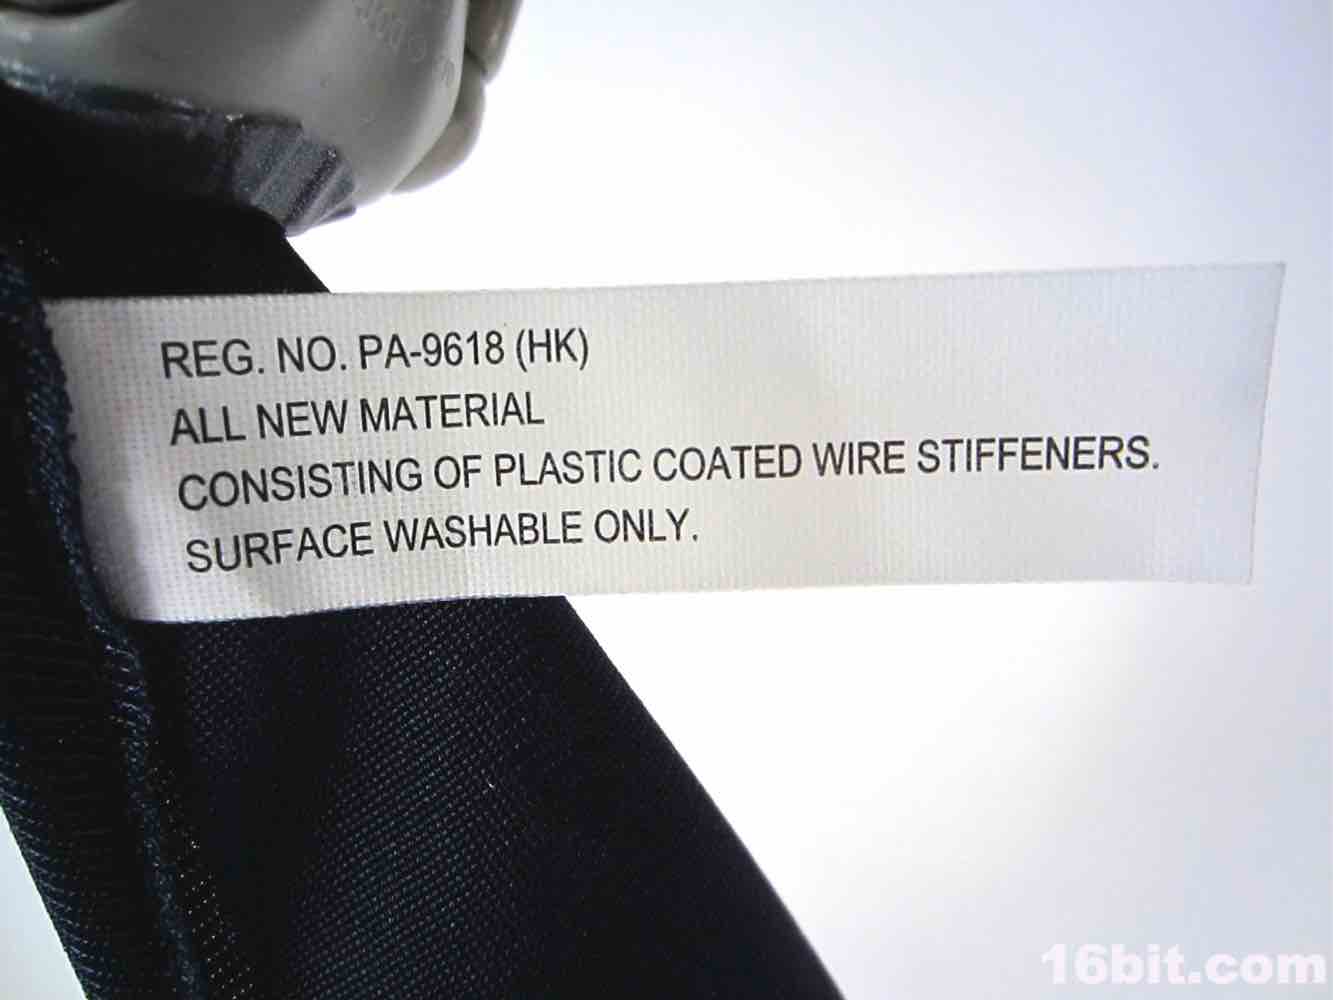 REG. NO. PA-9618 (HK)
ALL NEW MATERIAL
CONSISTING OF PLASTIC COATED WIRE STIFFENERS.
SURFACE WASHABLE ONLY.
16bit.com